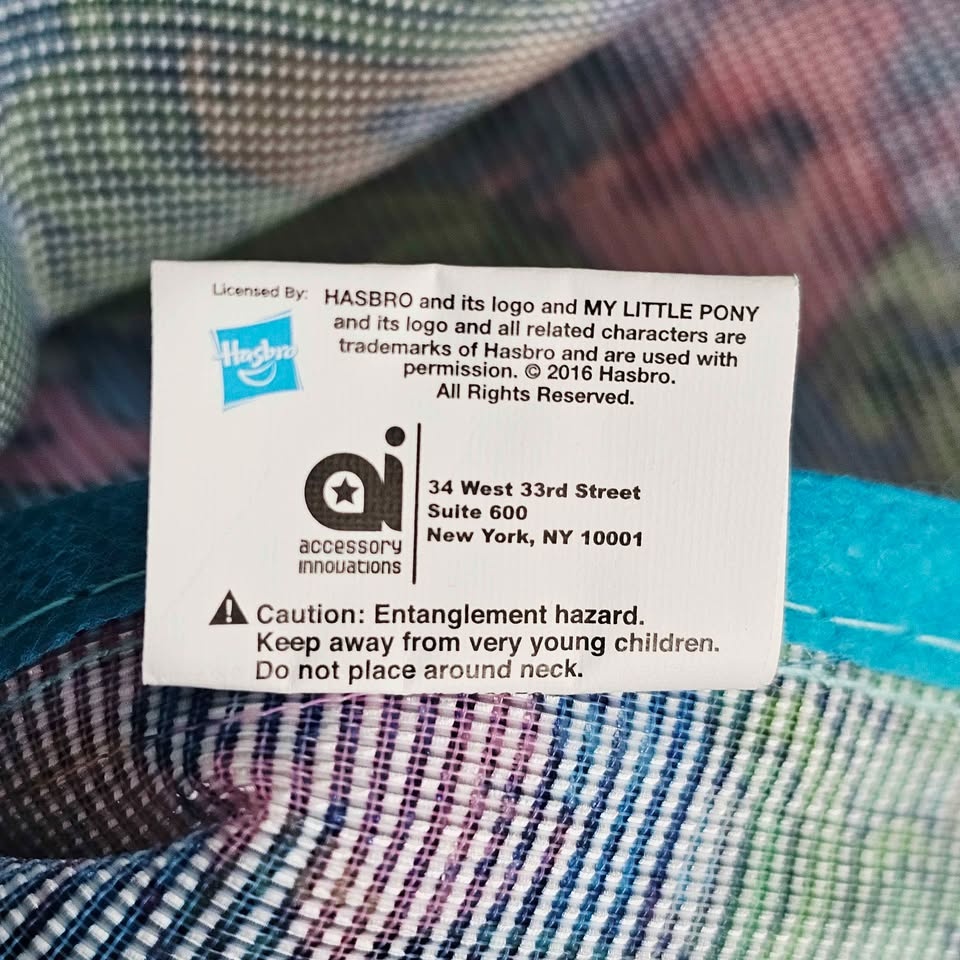 Licensed By:
Hasbro
HASBRO and its logo and MY LITTLE PONY
and its logo and all related characters are
trademarks of Hasbro and are used with
permission. © 2016 Hasbro.
All Rights Reserved.
ai
accessory
innovations
34 West 33rd Street
Suite 600
New York, NY 10001
Caution: Entanglement hazard.
Keep away from very young children.
Do not place around neck.